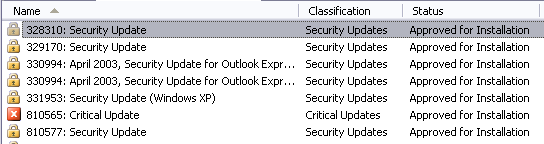 Name Classification Status
328310: Security Update Security Updates Approved for Installation
329170: Security Update Security Updates Approved for Installation
330994: April 2003, Security Update for Outlook Expr... Security Updates Approved for Installation
330994: April 2003, Security Update for Outlook Expr... Security Updates Approved for Installation
331953: Security Update (Windows XP) Security Updates Approved for Installation
810565: Critical Update Critical Updates Approved for Installation
810577: Security Update Security Updates Approved for Installation